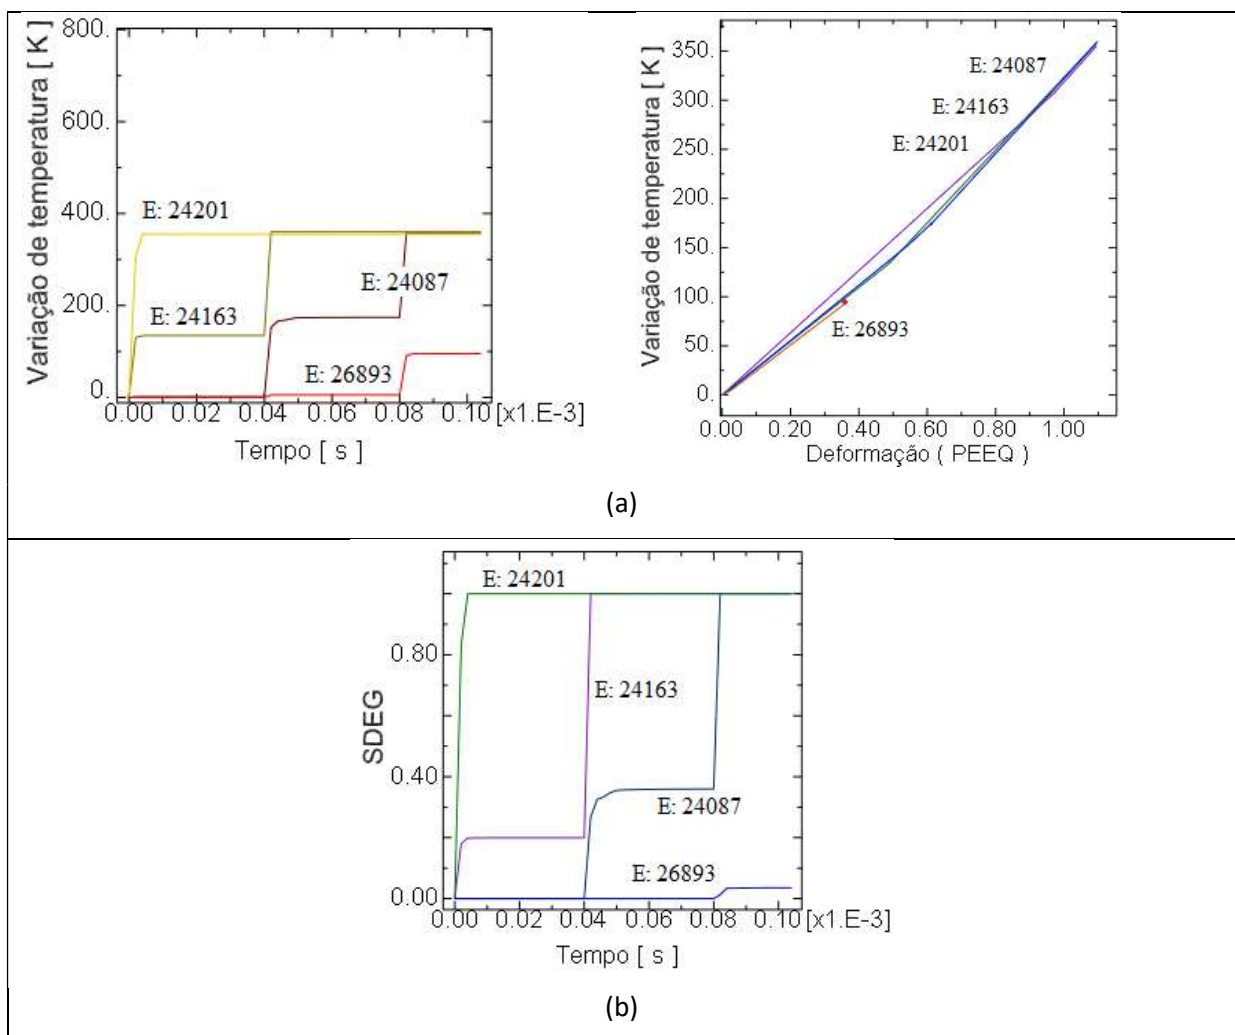 800.
600.
400.
200.
0.
Variação de temperatura [ K ]
E: 24201
E: 24163
E: 24087
E: 26893
0.00 0.02 0.04 0.06 0.08 0.10 [x1.E-3]
Tempo [ s ]
350.
300.
250.
200.
150.
100.
50.
0.
Variação de temperatura [ K ]
E: 24087
E: 24163
E: 24201
E: 26893
0.00 0.20 0.40 0.60 0.80 1.00
Deformação ( PEEQ )
(a)
0.80
0.40
0.00
SDEG
E: 24201
E: 24163
E: 24087
E: 26893
0.00 0.02 0.04 0.06 0.08 0.10 [x1.E-3]
Tempo [ s ]
(b)